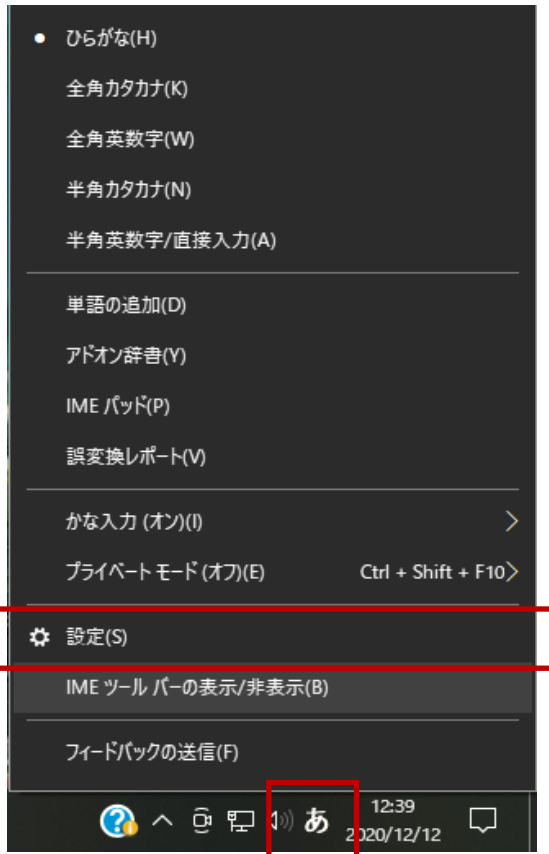 ひらがな(H)
全角カタカナ(K)
全角英数字(W)
半角カタカナ(N)
半角英数字/直接入力(A)
単語の追加(D)
アドオン辞書(Y)
IME パッド(P)
誤変換レポート(V)
かな入力 (オン)(I)
プライベート モード (オフ)(E) Ctrl + Shift + F10
設定(S)
IME ツール バーの表示/非表示(B)
フィードバックの送信(F)
あ 12:39
2020/12/12